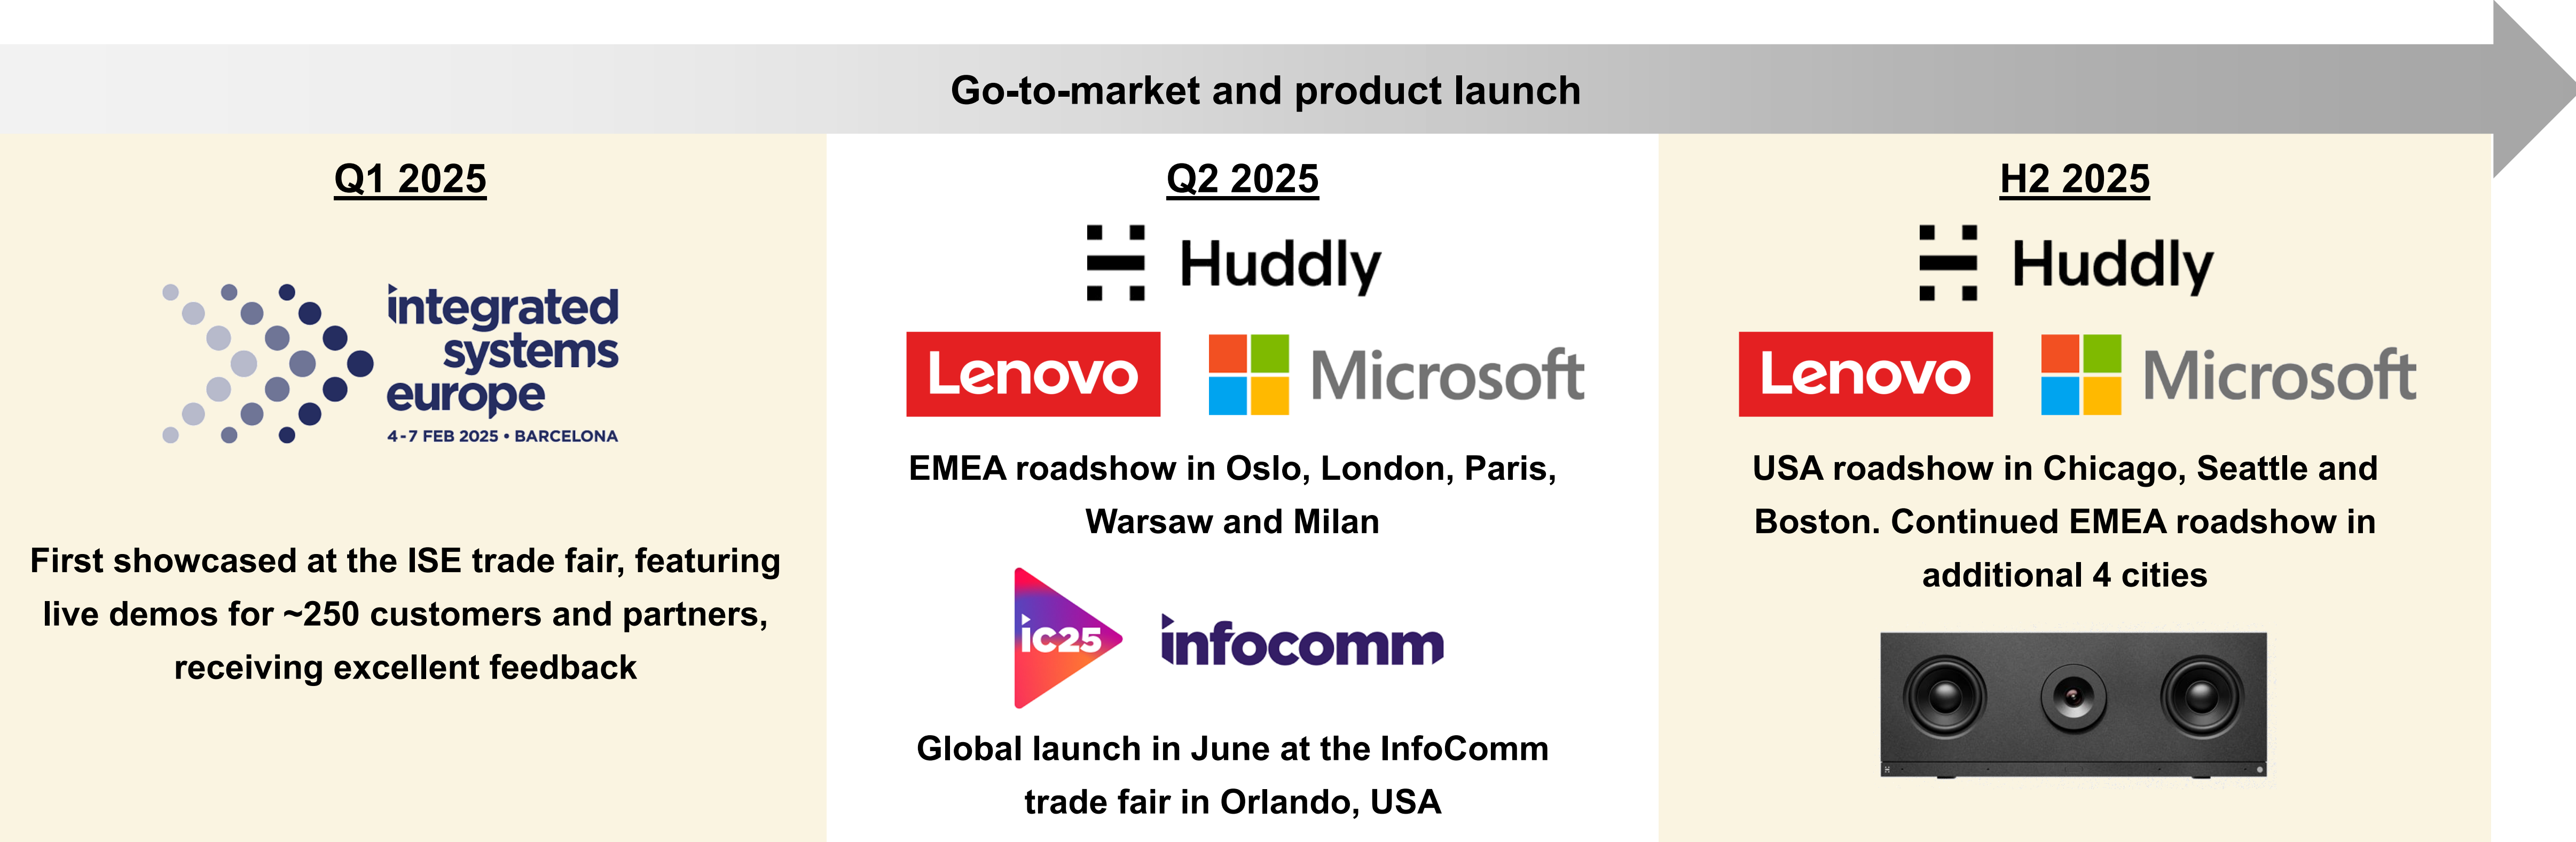 Go-to-market and product launch
Q1 2025
integrated
systems
europe
4-7 FEB 2025 • BARCELONA
First showcased at the ISE trade fair, featuring
live demos for ~250 customers and partners,
receiving excellent feedback
Q2 2025
Huddly
Lenovo
Microsoft
EMEA roadshow in Oslo, London, Paris,
Warsaw and Milan
iC25
infocomm
Global launch in June at the InfoComm
trade fair in Orlando, USA
H2 2025
Huddly
Lenovo
Microsoft
USA roadshow in Chicago, Seattle and
Boston. Continued EMEA roadshow in
additional 4 cities